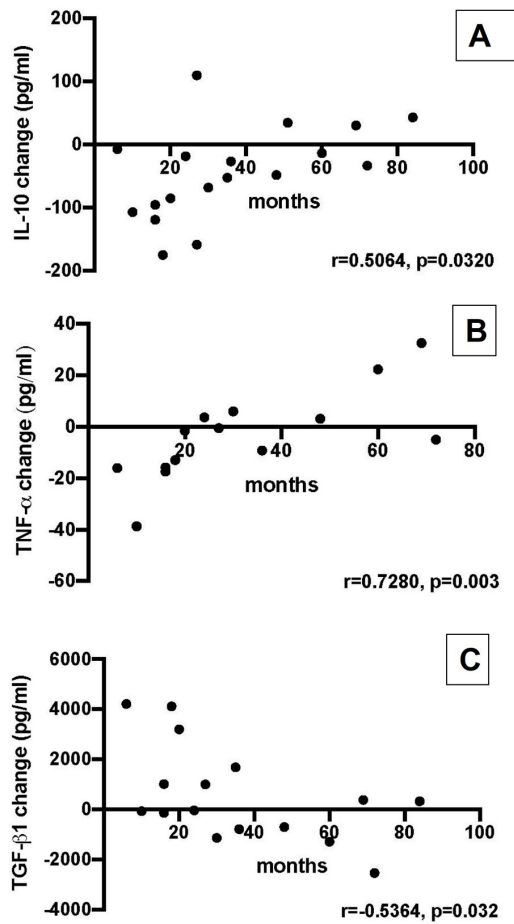 A
IL-10 change (pg/ml)
200
100
0
-100
-200
20
40
60
80
100
months
r=0.5064, p=0.0320
B
TNF-α change (pg/ml)
40
20
0
-20
-40
-60
20
40
60
80
months
r=0.7280, p=0.003
C
TGF-β1 change (pg/ml)
6000
4000
2000
0
-2000
-4000
20
40
60
80
100
months
r=-0.5364, p=0.032